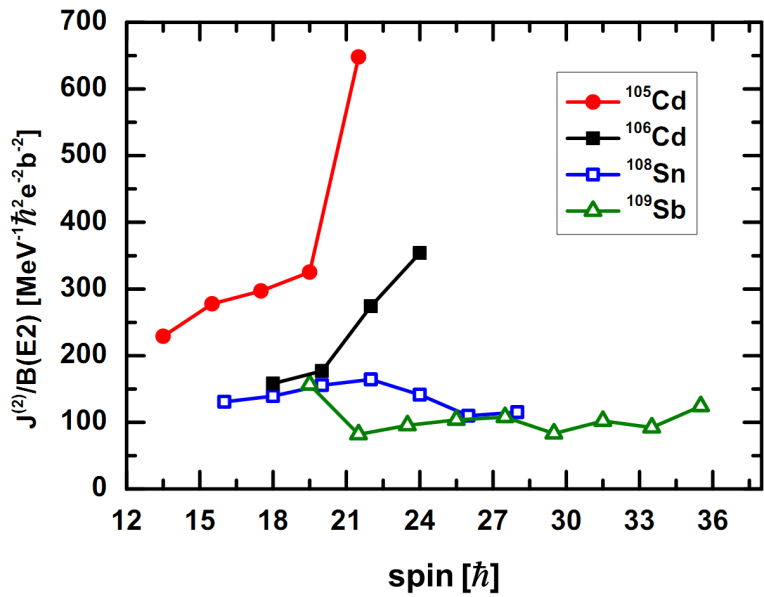 700
600
500
400
300
200
100
0
J⁽²⁾/B(E2) [MeV⁻¹ℏ²e⁻²b⁻²]
¹⁰⁵Cd
¹⁰⁶Cd
¹⁰⁸Sn
¹⁰⁹Sb
12 15 18 21 24 27 30 33 36
spin [ℏ]